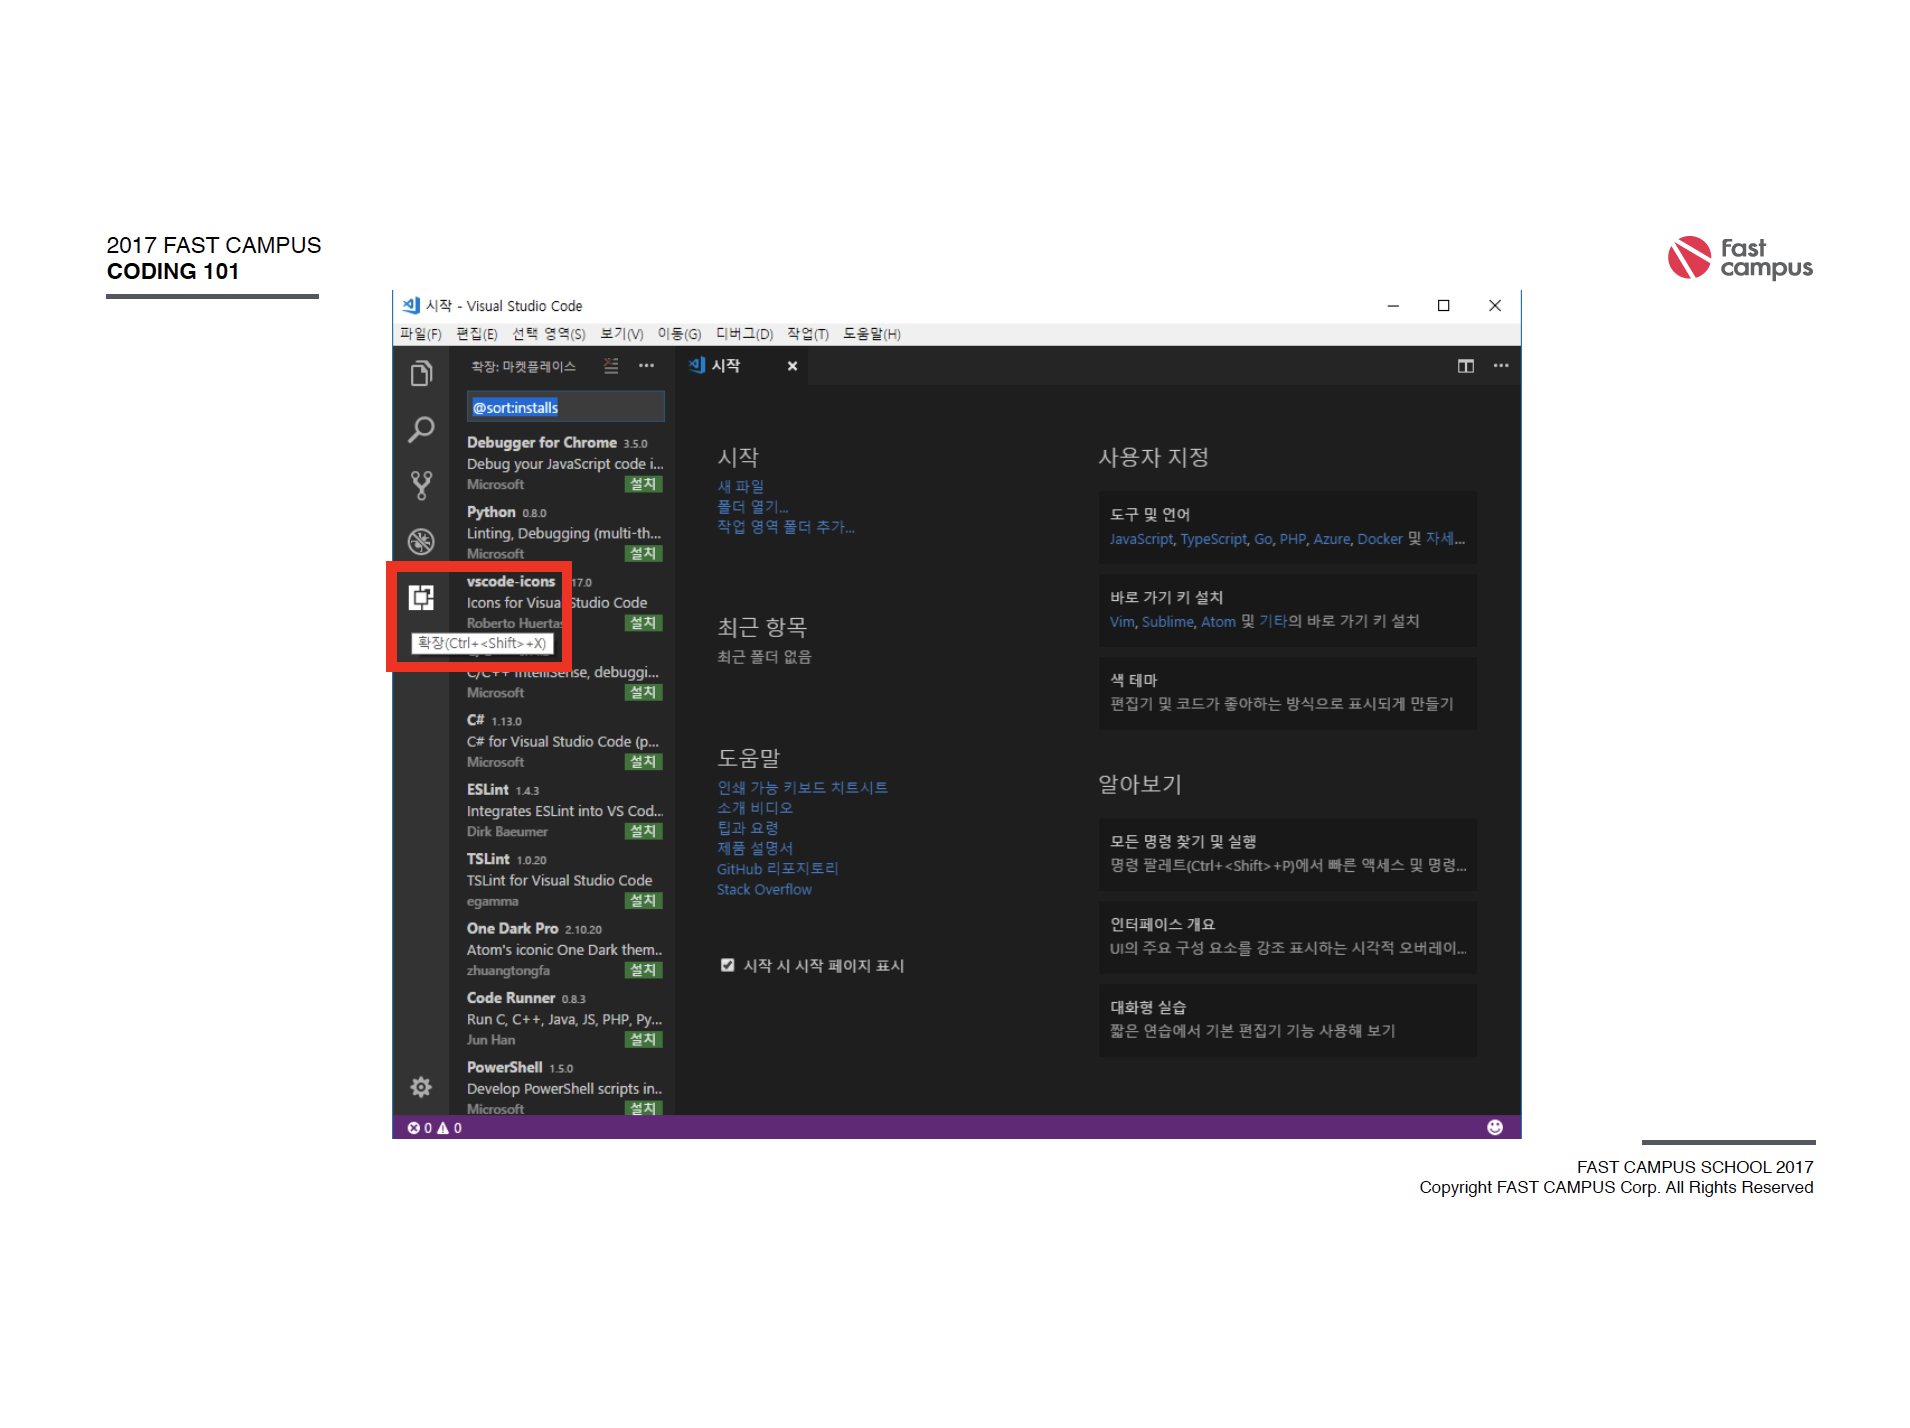 2017 FAST CAMPUS
CODING 101
Fast campus
시작 - Visual Studio Code
파일(F) 편집(E) 선택 영역(S) 보기(V) 이동(G) 디버그(D) 작업(T) 도움말(H)
확장: 마켓플레이스
@sort:installs
Debugger for Chrome 3.5.0
Debug your JavaScript code i...
Microsoft 설치
Python 0.8.0
Linting, Debugging (multi-th...
Microsoft 설치
vscode-icons 17.0
Icons for Visual Studio Code
Roberto Huertas 설치
확장(Ctrl+<Shift>+X)
C/C++ IntelliSense, debuggi...
Microsoft 설치
C# 1.13.0
C# for Visual Studio Code (p...
Microsoft 설치
ESLint 1.4.3
Integrates ESLint into VS Cod...
Dirk Baeumer 설치
TSLint 1.0.20
TSLint for Visual Studio Code
egamma 설치
One Dark Pro 2.10.20
Atom's iconic One Dark them...
zhuangtongfa 설치
Code Runner 0.8.3
Run C, C++, Java, JS, PHP, Py...
Jun Han 설치
PowerShell 1.5.0
Develop PowerShell scripts in...
Microsoft 설치
시작
시작
새 파일
폴더 열기...
작업 영역 폴더 추가...
최근 항목
최근 폴더 없음
도움말
인쇄 가능 키보드 치트시트
소개 비디오
팁과 요령
제품 설명서
GitHub 리포지토리
Stack Overflow
시작 시 시작 페이지 표시
사용자 지정
도구 및 언어
JavaScript, TypeScript, Go, PHP, Azure, Docker 및 자세...
바로 가기 키 설치
Vim, Sublime, Atom 및 기타의 바로 가기 키 설치
색 테마
편집기 및 코드가 좋아하는 방식으로 표시되게 만들기
알아보기
모든 명령 찾기 및 실행
명령 팔레트(Ctrl+<Shift>+P)에서 빠른 액세스 및 명령...
인터페이스 개요
UI의 주요 구성 요소를 강조 표시하는 시각적 오버레이...
대화형 실습
짧은 연습에서 기본 편집기 기능 사용해 보기
0 0
FAST CAMPUS SCHOOL 2017
Copyright FAST CAMPUS Corp. All Rights Reserved